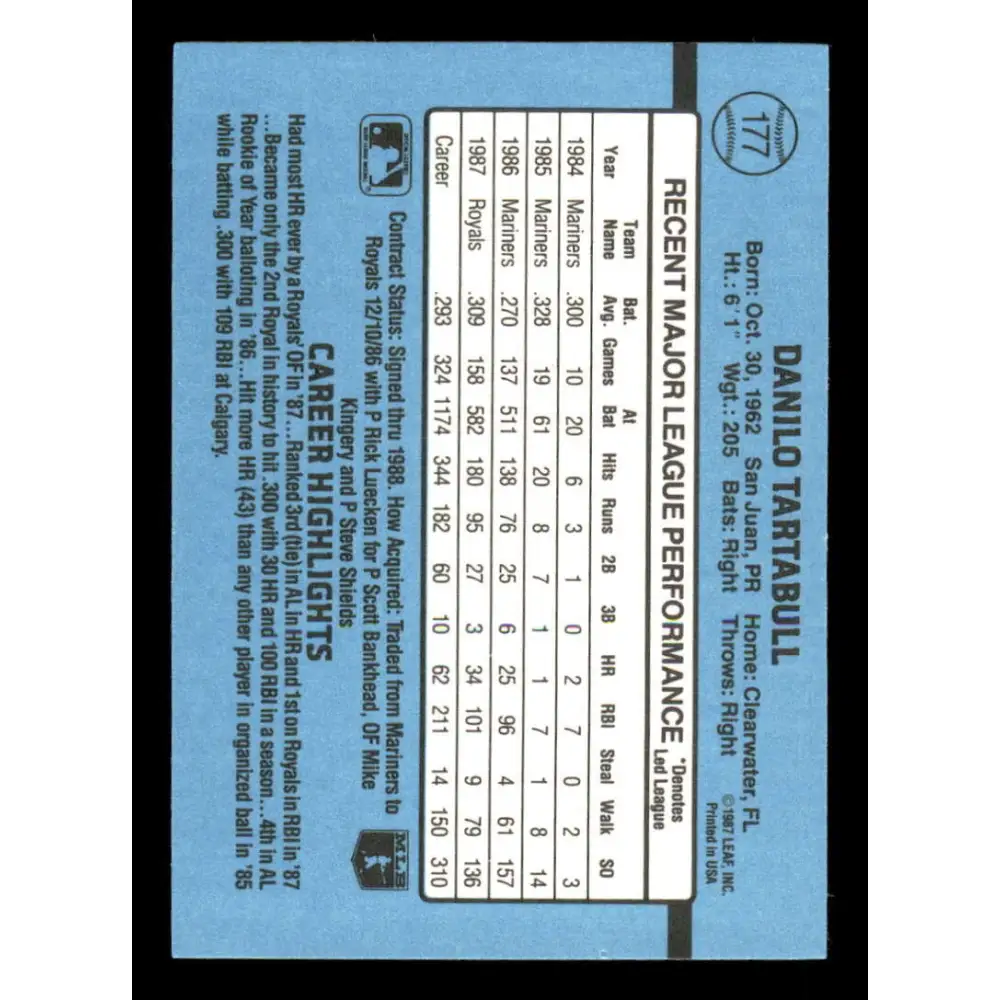 177
DANILO TARTABULL
Born: Oct. 30, 1962 San Juan, PR Home: Clearwater, FL
Ht.: 6'1" Wgt.: 205 Bats: Right Throws: Right
©1987 LEAF, INC.
Printed in USA
RECENT MAJOR LEAGUE PERFORMANCE *Denotes Led League
Year Team Name Bat. Avg. Games At Bat Hits Runs 2B 3B HR RBI Steal Walk SO
1984 Mariners .300 10 20 6 3 1 0 2 7 0 2 3
1985 Mariners .328 19 61 20 8 7 1 1 7 1 8 14
1986 Mariners .270 137 511 138 76 25 6 25 96 4 61 157
1987 Royals .309 158 582 180 95 27 3 34 101 9 79 136
Career .293 324 1174 344 182 60 10 62 211 14 150 310
Contract Status: Signed thru 1988. How Acquired: Traded from Mariners to
Royals 12/10/86 with P Rick Luecken for P Scott Bankhead, OF Mike
Kingery and P Steve Shields
MLB
CAREER HIGHLIGHTS
Had most HR ever by a Royals' OF in '87...Ranked 3rd (tie) in AL in HR and 1st on Royals in RBI in '87
...Became only the 2nd Royal in history to hit .300 with 30 HR and 100 RBI in a season...4th in AL
Rookie of Year balloting in '86...Hit more HR (43) than any other player in organized ball in '85
while batting .300 with 109 RBI at Calgary.